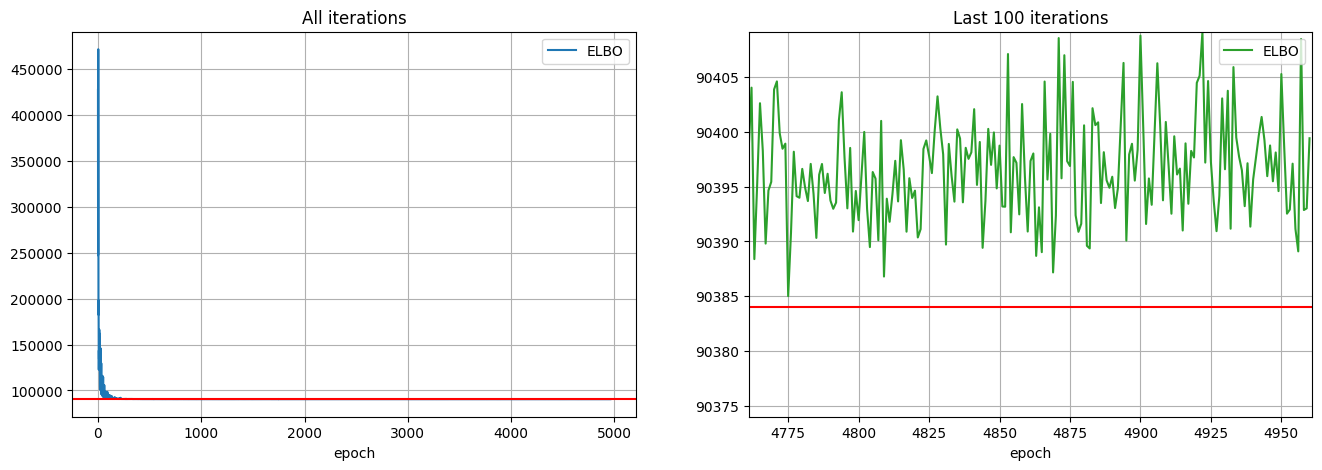 All iterations
ELBO
450000
400000
350000
300000
250000
200000
150000
100000
0 1000 2000 3000 4000 5000
epoch
Last 100 iterations
ELBO
90405
90400
90395
90390
90385
90380
90375
4775 4800 4825 4850 4875 4900 4925 4950
epoch